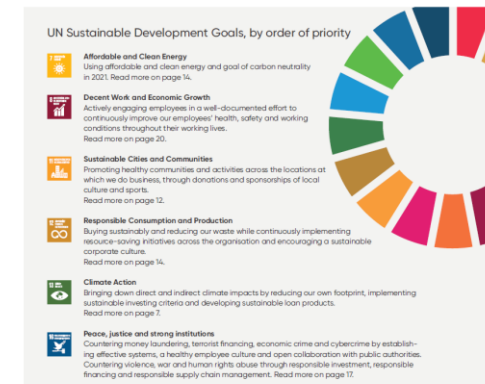 UN Sustainable Development Goals, by order of priority
Affordable and Clean Energy
Using affordable and clean energy and goal of carbon neutrality
in 2021. Read more on page 14.
Decent Work and Economic Growth
Actively engaging employees in a well-documented effort to
continuously improve our employees' health, safety and working
conditions throughout their working lives.
Read more on page 20.
Sustainable Cities and Communities
Promoting healthy communities and activities across the locations at
which we do business, through donations and sponsorships of local
culture and sports.
Read more on page 12.
Responsible Consumption and Production
Buying sustainably and reducing our waste while continuously implementing
resource-saving initiatives across the organisation and encouraging a sustainable
corporate culture.
Read more on page 14.
Climate Action
Bringing down direct and indirect climate impacts by reducing our own footprint, implementing
sustainable investing criteria and developing sustainable loan products.
Read more on page 7.
Peace, justice and strong institutions
Countering money laundering, terrorist financing, economic crime and cybercrime by establish-
ing effective systems, a healthy employee culture and open collaboration with public authorities.
Countering violence, war and human rights abuse through responsible investment, responsible
financing and responsible supply chain management. Read more on page 17.